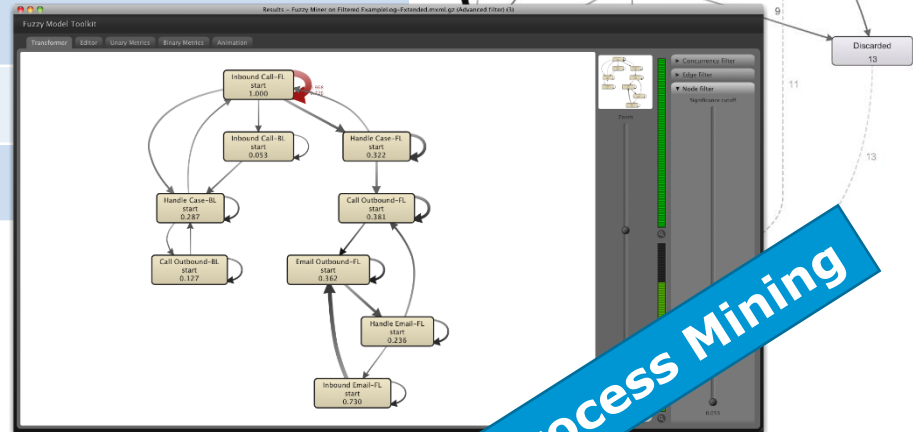 Results - Fuzzy Miner on Filtered ExampleLog-Extended.mxml.gz (Advanced filter) (3)
Fuzzy Model Toolkit
Transformer
Editor
Unary Metrics
Binary Metrics
Animation
Inbound Call-FL
start
1.000
Inbound Call-BL
start
0.053
Handle Case-FL
start
0.322
Handle Case-BL
start
0.287
Call Outbound-FL
start
0.381
Call Outbound-BL
start
0.127
Email Outbound-FL
start
0.362
Handle Email-FL
start
0.236
Inbound Email-FL
start
0.730
Zoom
Concurrency filter
Edge filter
Node filter
Significance cutoff
0.053
9
Discarded
13
11
13
ocess Mining